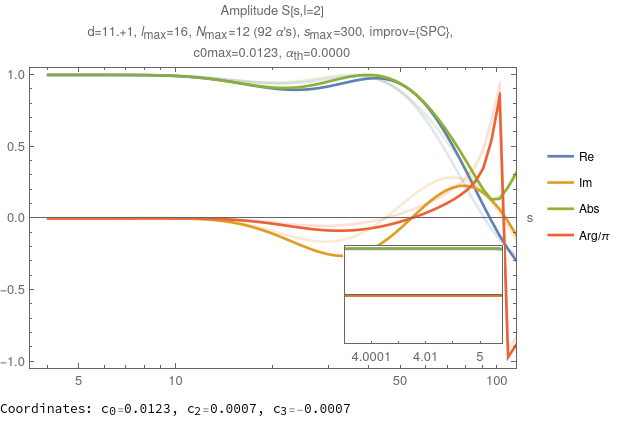 Amplitude S[s,l=2]
d=11.+1, lmax=16, Nmax=12 (92 α's), smax=300, improv={SPC},
c0max=0.0123, αth=0.0000
1.0
0.5
0.0
-0.5
-1.0
5 10 50 100
s
4.0001 4.01 5
Re
Im
Abs
Arg/π
Coordinates: c0=0.0123, c2=0.0007, c3=-0.0007